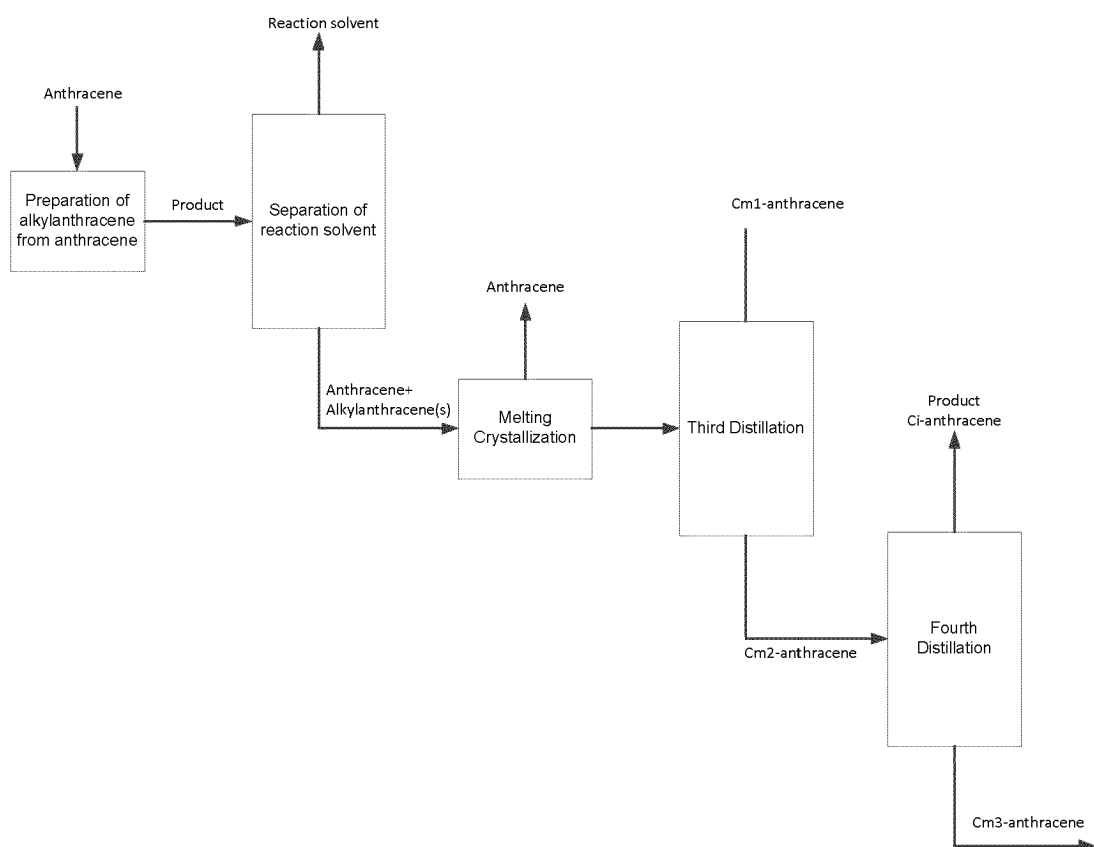 Reaction solvent
Anthracene
Preparation of
alkylanthracene
from anthracene
Product
Separation of
reaction solvent
Cm1-anthracene
Anthracene
Anthracene+
Alkylanthracene(s)
Melting
Crystallization
Third Distillation
Product
Ci-anthracene
Fourth
Distillation
Cm2-anthracene
Cm3-anthracene